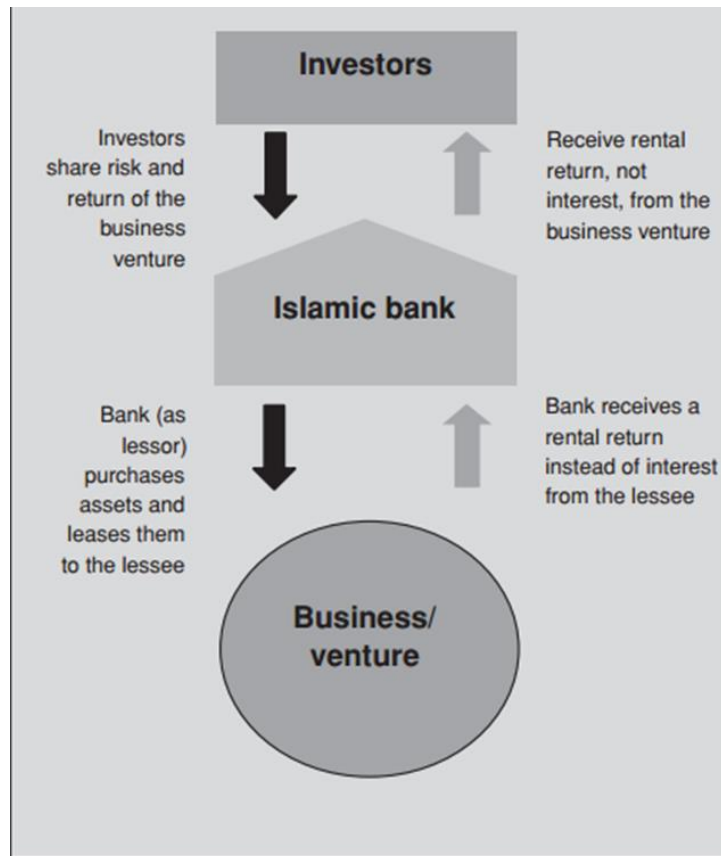 Investors
Investors
share risk and
return of the
business
venture
Receive rental
return, not
interest, from the
business venture
Islamic bank
Bank (as
lessor)
purchases
assets and
leases them
to the lessee
Bank receives a
rental return
instead of interest
from the lessee
Business/
venture